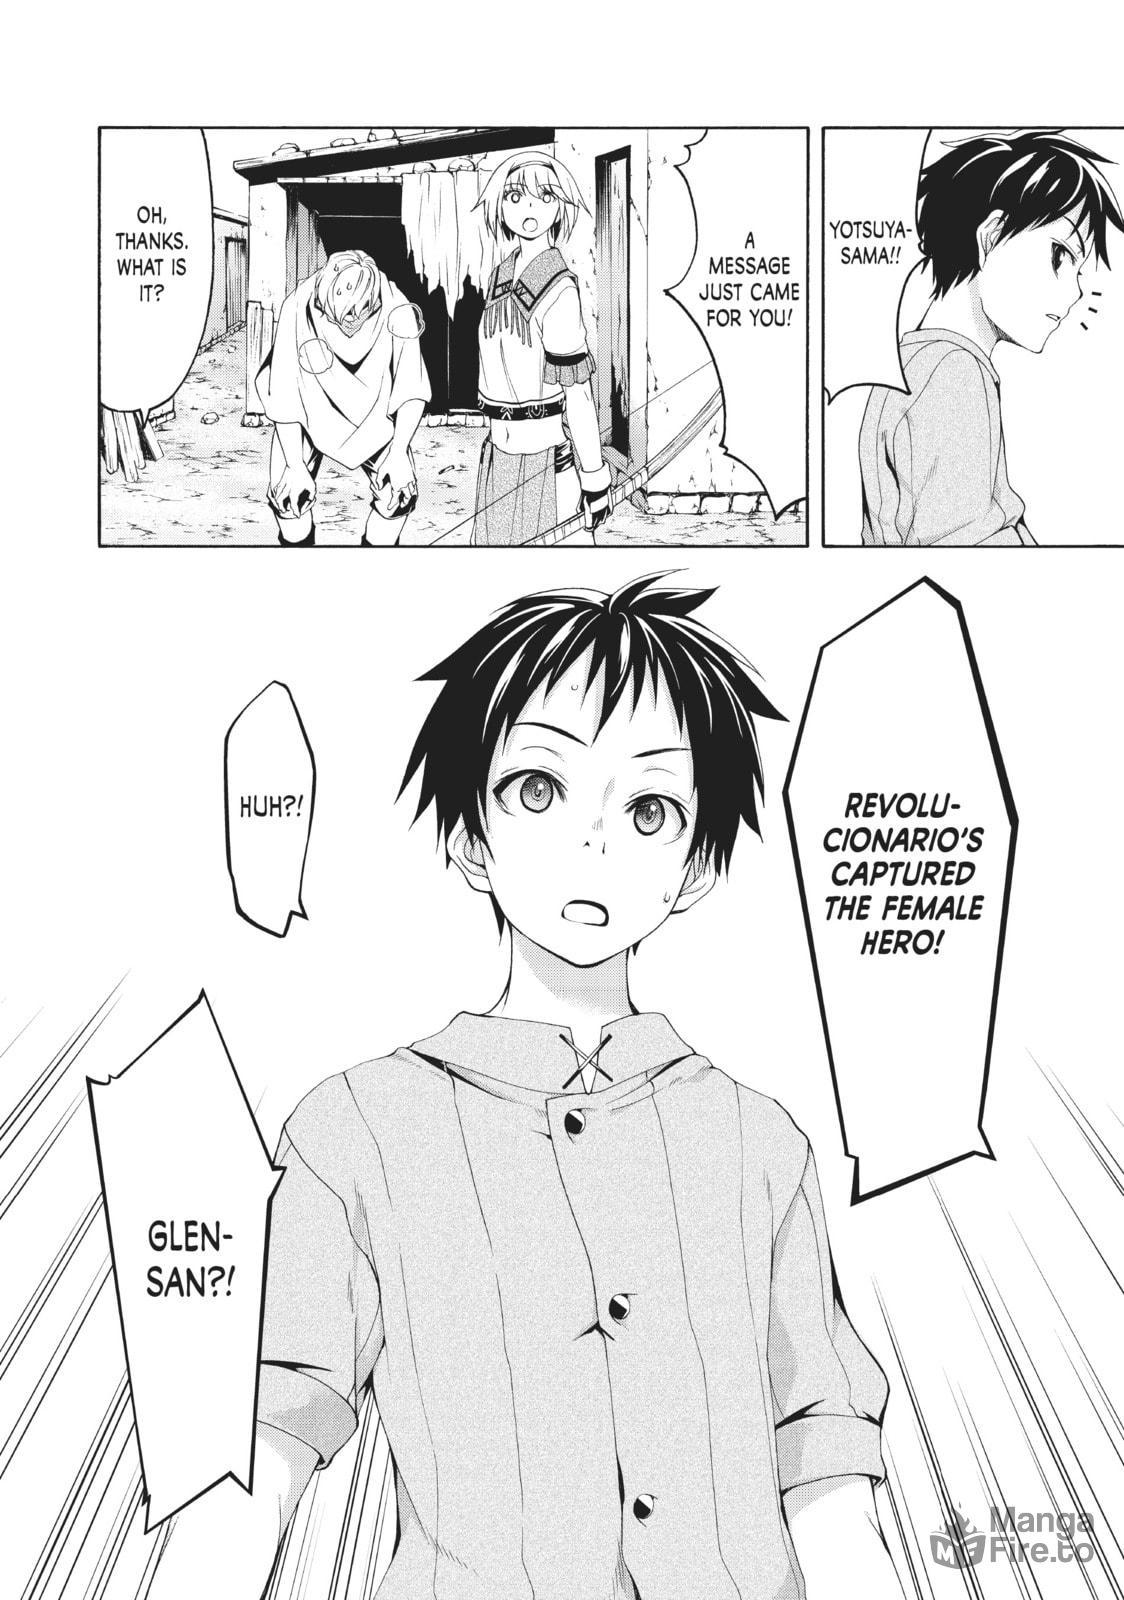 YOTSUYA-
SAMA!!
A
MESSAGE
JUST CAME
FOR YOU!
OH,
THANKS.
WHAT IS
IT?
REVOLU-
CIONARIO'S
CAPTURED
THE FEMALE
HERO!
HUH?!
GLEN-
SAN?!
MF
Manga
Fire.to